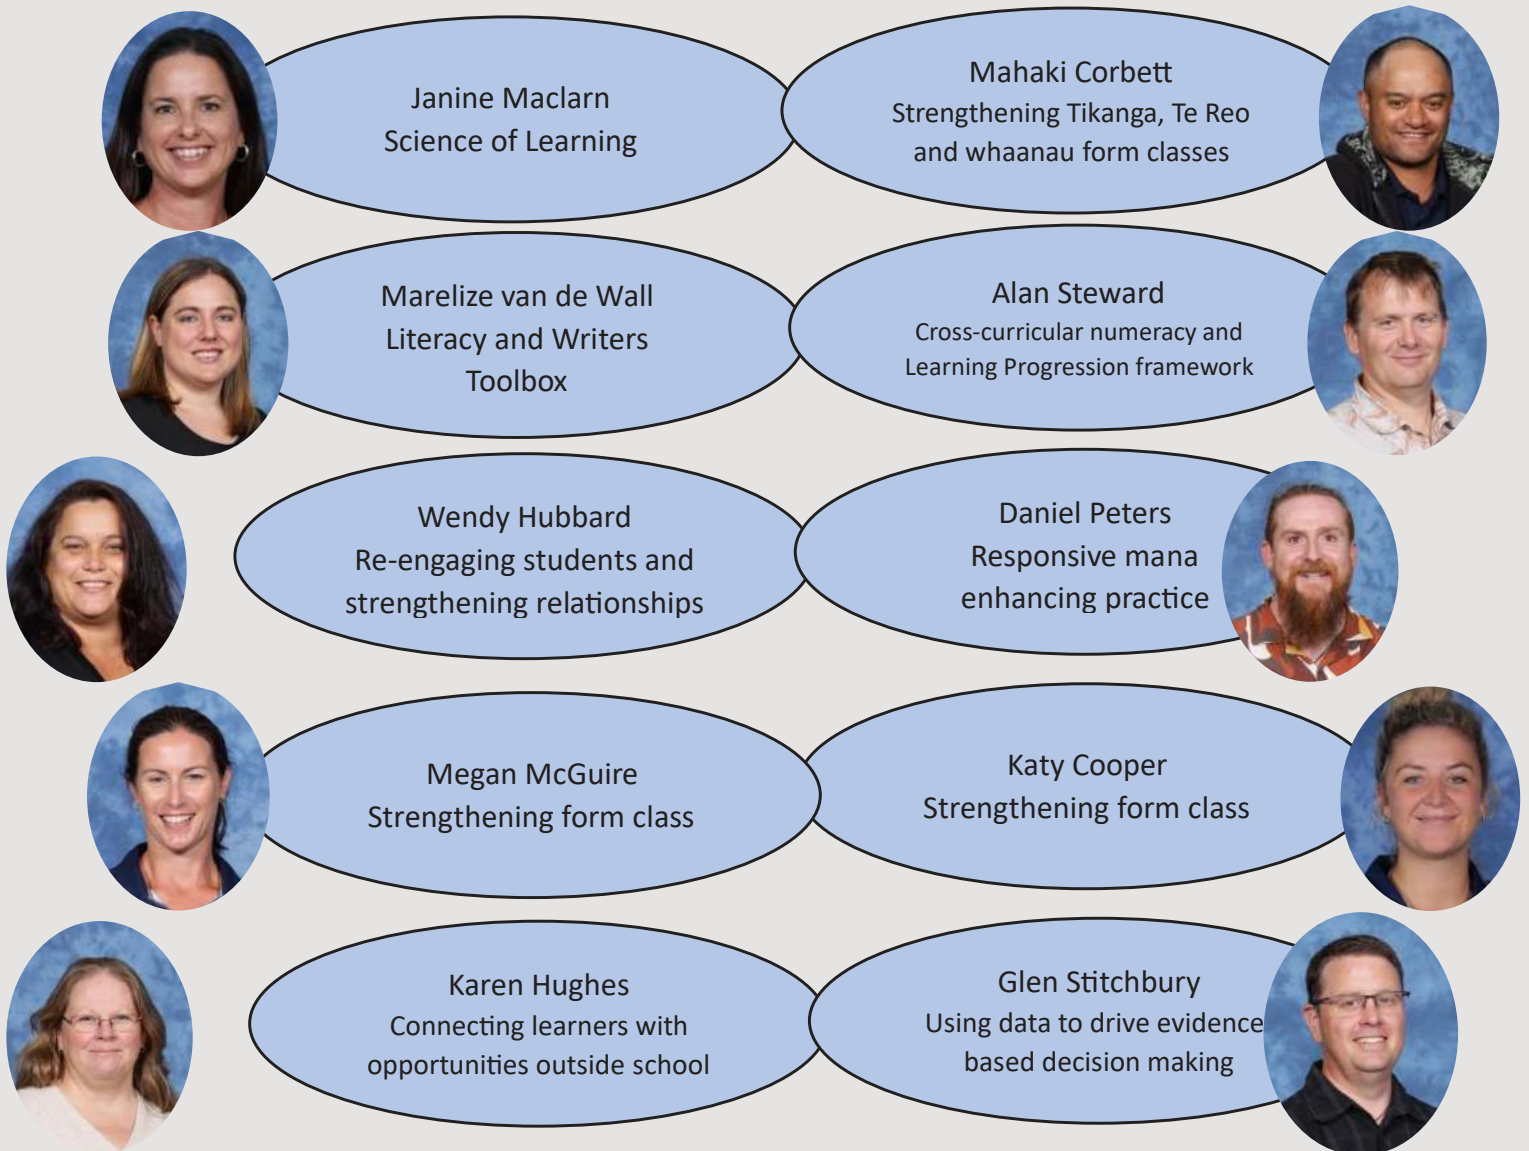 Janine Maclarn
Science of Learning
Mahaki Corbett
Strengthening Tikanga, Te Reo
and whaanau form classes
Marelize van de Wall
Literacy and Writers
Toolbox
Alan Steward
Cross-curricular numeracy and
Learning Progression framework
Wendy Hubbard
Re-engaging students and
strengthening relationships
Daniel Peters
Responsive mana
enhancing practice
Megan McGuire
Strengthening form class
Katy Cooper
Strengthening form class
Karen Hughes
Connecting learners with
opportunities outside school
Glen Stitchbury
Using data to drive evidence
based decision making